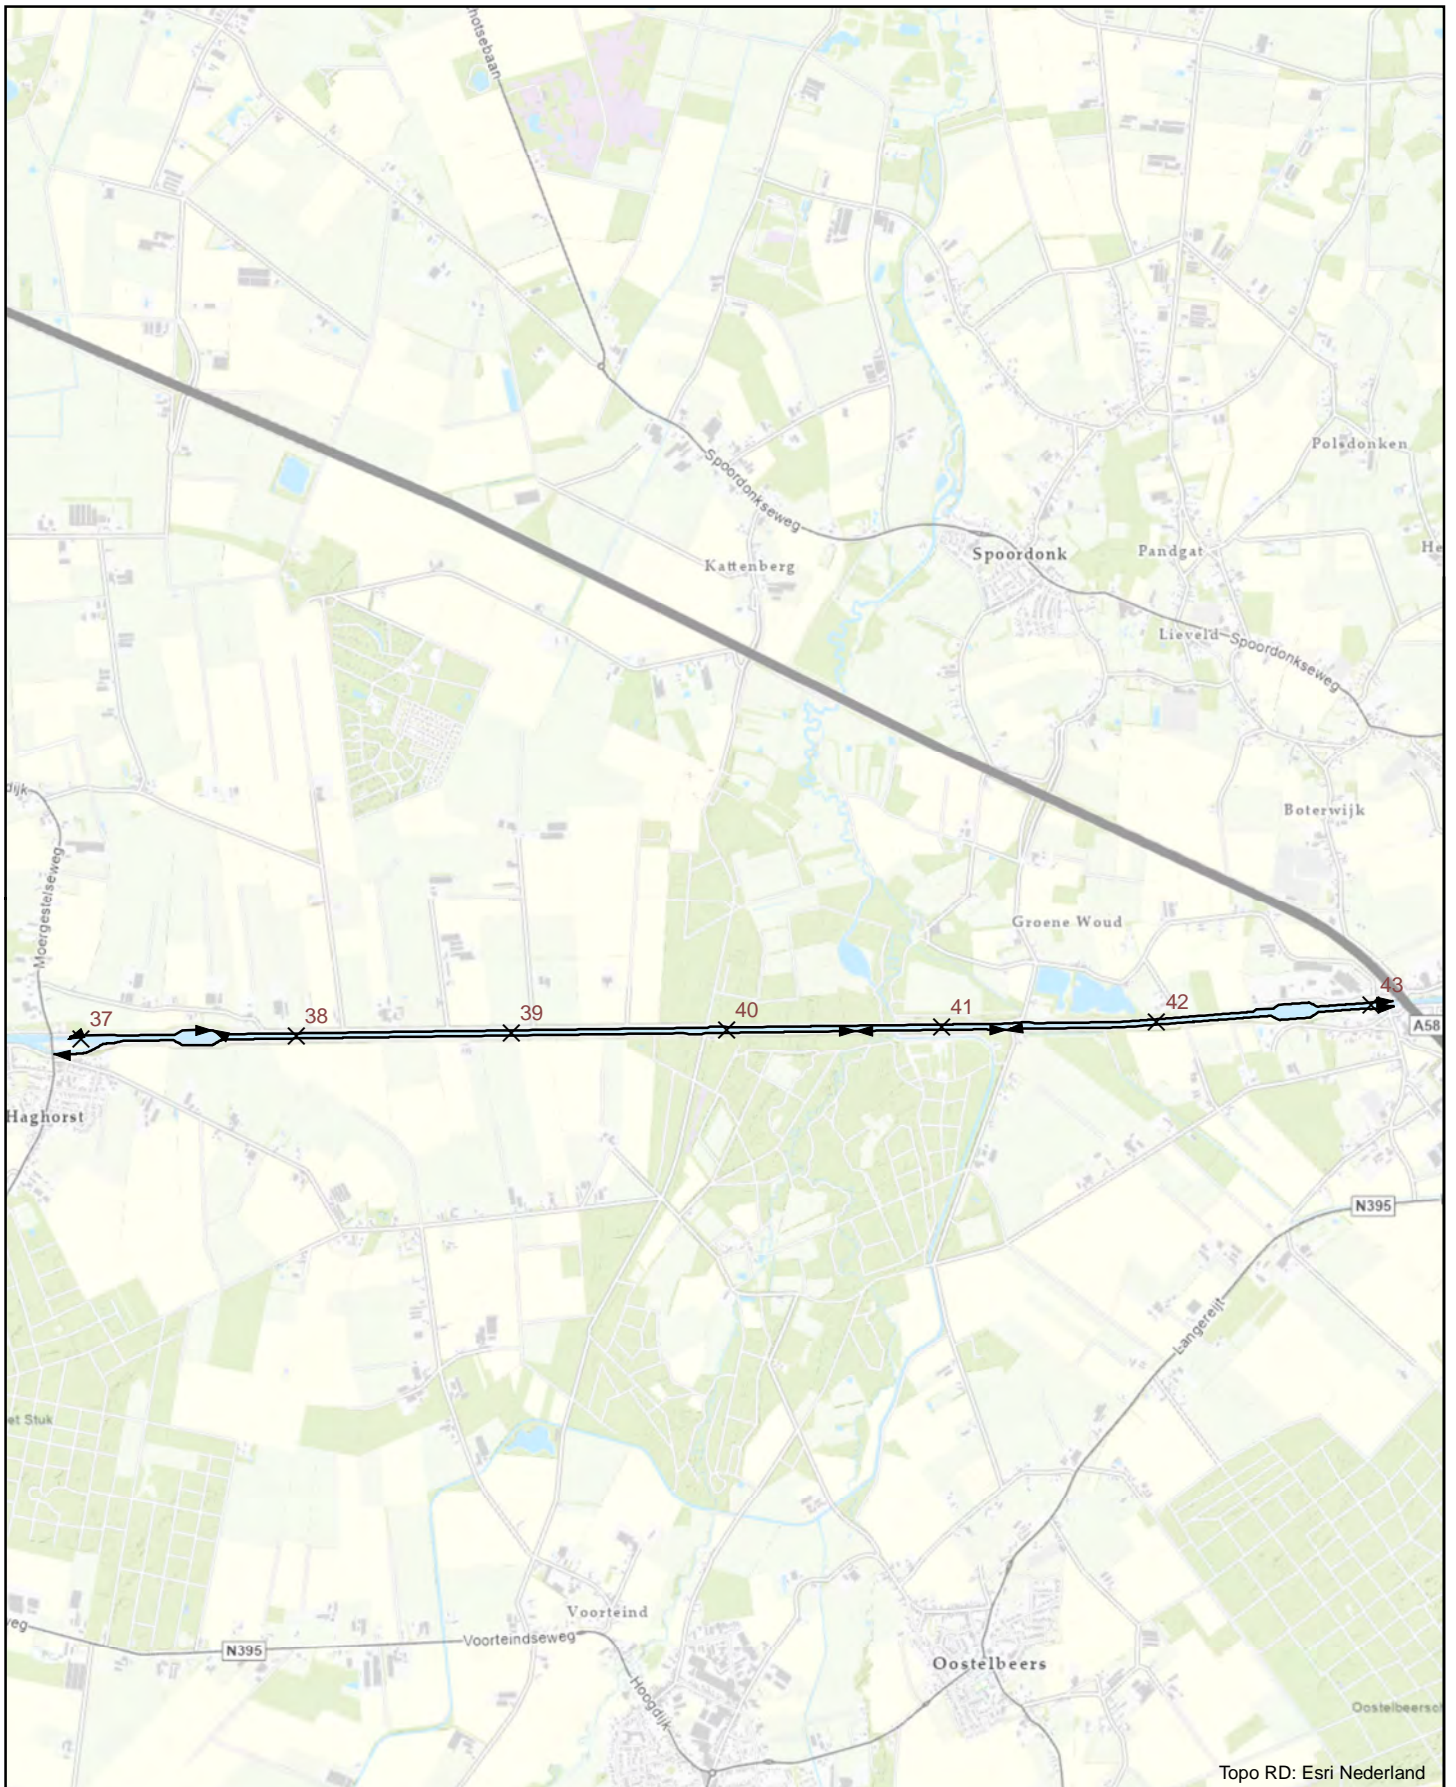 hotsebaan
Polsdonken
Spoordonkseweg
Spoordonk
Pandgat
He
Kattenberg
Lieveld
Spoordonkseweg
dijk
Boterwijk
Moergestelseweg
Groene Woud
37
38
39
40
41
42
43
A58
Haghorst
N395
Langereijt
et Stuk
Voorteind
weg
N395
Voorteindseweg
Oostelbeers
Hoogdijk
Oostelbeersc
Topo RD: Esri Nederland